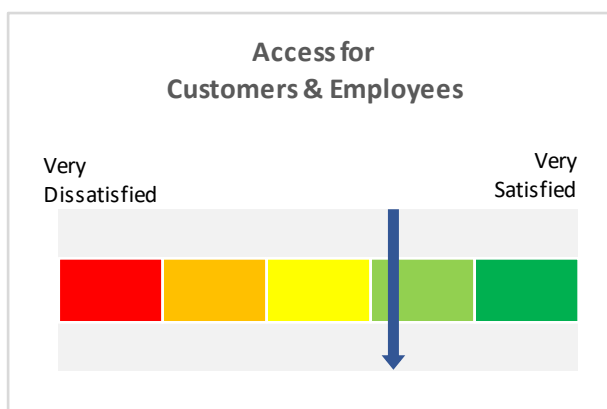 Access for
Customers & Employees
Very
Dissatisfied
Very
Satisfied